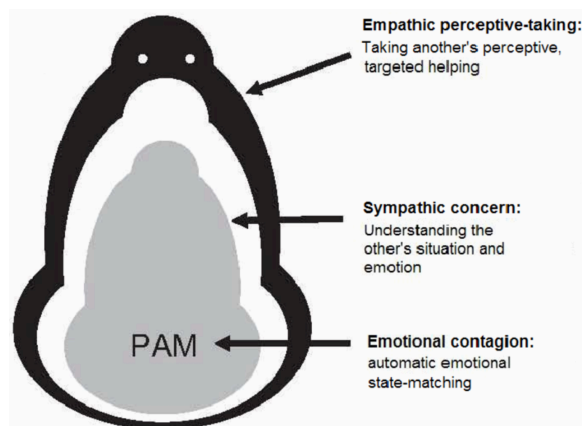 Empathic perceptive-taking:
Taking another's perceptive,
targeted helping
Sympathic concern:
Understanding the
other's situation and
emotion
PAM
Emotional contagion:
automatic emotional
state-matching